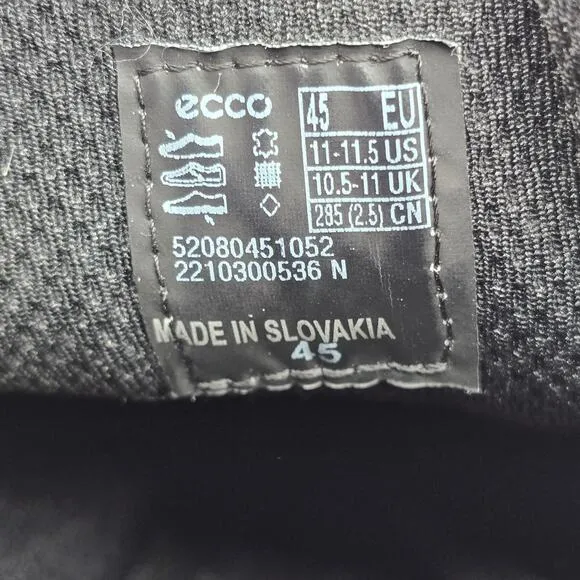 ecco
45 EU
11-11.5 US
10.5-11 UK
285 (2.5) CN
52080451052
2210300536 N
MADE IN SLOVAKIA
45